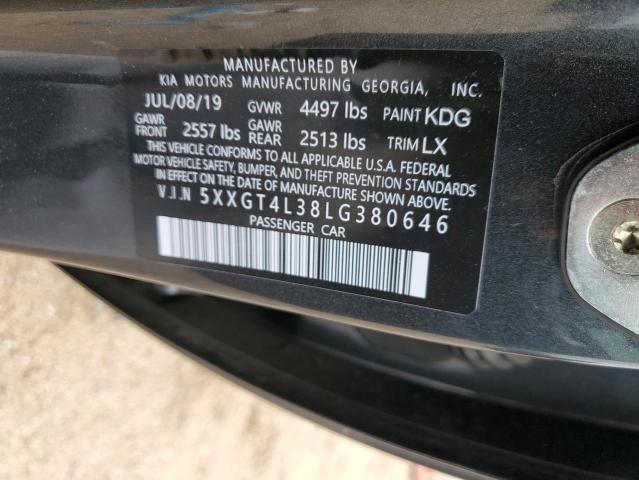 MANUFACTURED BY
KIA MOTORS MANUFACTURING GEORGIA, INC.
JUL/08/19 GVWR 4497 lbs PAINT KDG
GAWR FRONT 2557 lbs GAWR REAR 2513 lbs TRIM LX
THIS VEHICLE CONFORMS TO ALL APPLICABLE U.S.A. FEDERAL
MOTOR VEHICLE SAFETY, BUMPER, AND THEFT PREVENTION STANDARDS
IN EFFECT ON THE DATE OF MANUFACTURE SHOWN ABOVE.
V.I.N 5XXGT4L38LG380646
PASSENGER CAR